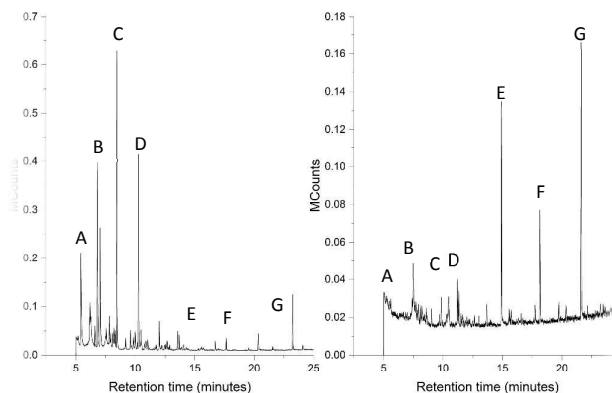 0.7
0.6
0.5
0.4
0.3
0.2
0.1
0.0
MCounts
A
B
C
D
E
F
G
5
10
15
20
25
Retention time (minutes)
0.18
0.16
0.14
0.12
0.10
0.08
0.06
0.04
0.02
0.00
MCounts
A
B
C
D
E
F
G
5
10
15
20
Retention time (minutes)